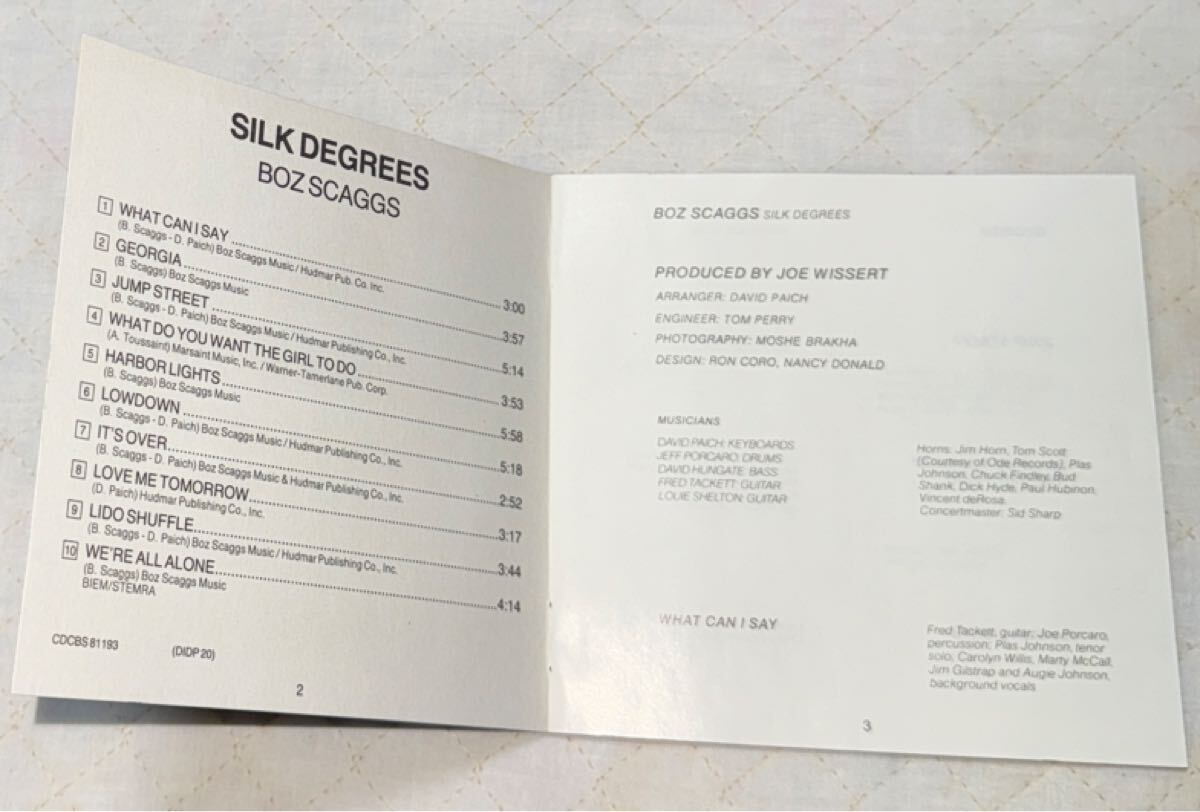 SILK DEGREES
BOZ SCAGGS
1 WHAT CAN I SAY 3:00
(B. Scaggs - D. Paich) Boz Scaggs Music / Hudmar Pub. Co. Inc.
2 GEORGIA 3:57
(B. Scaggs) Boz Scaggs Music
3 JUMP STREET 5:14
(B. Scaggs - D. Paich) Boz Scaggs Music / Hudmar Publishing Co., Inc.
4 WHAT DO YOU WANT THE GIRL TO DO 3:53
(A. Toussaint) Marsaint Music, Inc. / Warner-Tamerlane Pub. Corp.
5 HARBOR LIGHTS 5:58
(B. Scaggs) Boz Scaggs Music
6 LOWDOWN 5:18
(B. Scaggs - D. Paich) Boz Scaggs Music / Hudmar Publishing Co., Inc.
7 IT'S OVER 2:52
(B. Scaggs - D. Paich) Boz Scaggs Music & Hudmar Publishing Co., Inc.
8 LOVE ME TOMORROW 3:17
(D. Paich) Hudmar Publishing Co., Inc.
9 LIDO SHUFFLE 3:44
(B. Scaggs - D. Paich) Boz Scaggs Music / Hudmar Publishing Co., Inc.
10 WE'RE ALL ALONE 4:14
(B. Scaggs) Boz Scaggs Music
BIEM/STEMRA
CDCBS 81193 (DIDP 20)
2
BOZ SCAGGS SILK DEGREES
PRODUCED BY JOE WISSERT
ARRANGER: DAVID PAICH
ENGINEER: TOM PERRY
PHOTOGRAPHY: MOSHE BRAKHA
DESIGN: RON CORO, NANCY DONALD
MUSICIANS
DAVID PAICH: KEYBOARDS
JEFF PORCARO: DRUMS
DAVID HUNGATE: BASS
FRED TACKETT: GUITAR
LOUIE SHELTON: GUITAR
Horns: Jim Horn, Tom Scott
(Courtesy of Ode Records), Plas
Johnson, Chuck Findley, Bud
Shank, Dick Hyde, Paul Hubinon,
Vincent deRosa.
Concertmaster: Sid Sharp
WHAT CAN I SAY
Fred Tackett, guitar; Joe Porcaro,
percussion; Plas Johnson, tenor
solo, Carolyn Willis, Marty McCall,
Jim Gilstrap and Augie Johnson,
background vocals
3